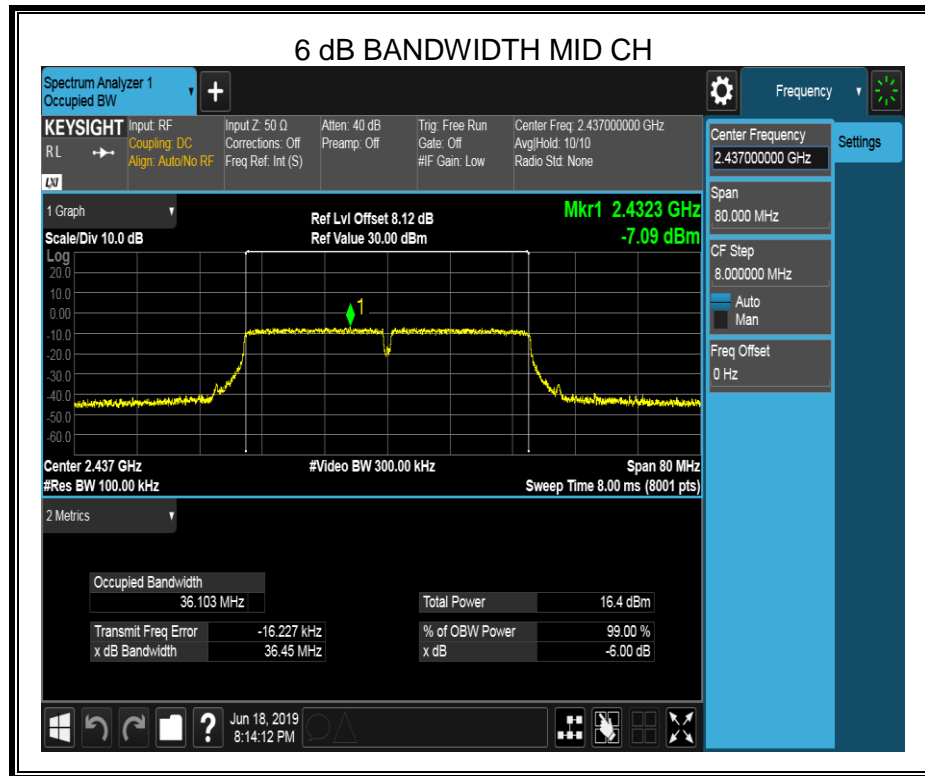 6 dB BANDWIDTH MID CH
Spectrum Analyzer 1
Occupied BW
+
Frequency
KEYSIGHT
RL
LXI
Input: RF
Coupling: DC
Align: Auto/No RF
Input Z: 50 Ω
Corrections: Off
Freq Ref: Int (S)
Atten: 40 dB
Preamp: Off
Trig: Free Run
Gate: Off
#IF Gain: Low
Center Freq: 2.437000000 GHz
Avg|Hold: 10/10
Radio Std: None
Center Frequency
2.437000000 GHz
Settings
Span
80.000 MHz
CF Step
8.000000 MHz
Auto
Man
Freq Offset
0 Hz
1 Graph
Ref Lvl Offset 8.12 dB
Mkr1 2.4323 GHz
Scale/Div 10.0 dB
Ref Value 30.00 dBm
-7.09 dBm
Log
20.0
10.0
0.00
-10.0
-20.0
-30.0
-40.0
-50.0
-60.0
1
Center 2.437 GHz
#Video BW 300.00 kHz
Span 80 MHz
#Res BW 100.00 kHz
Sweep Time 8.00 ms (8001 pts)
2 Metrics
Occupied Bandwidth
36.103 MHz
Total Power 16.4 dBm
Transmit Freq Error -16.227 kHz
% of OBW Power 99.00 %
x dB Bandwidth 36.45 MHz
x dB -6.00 dB
?
Jun 18, 2019
8:14:12 PM